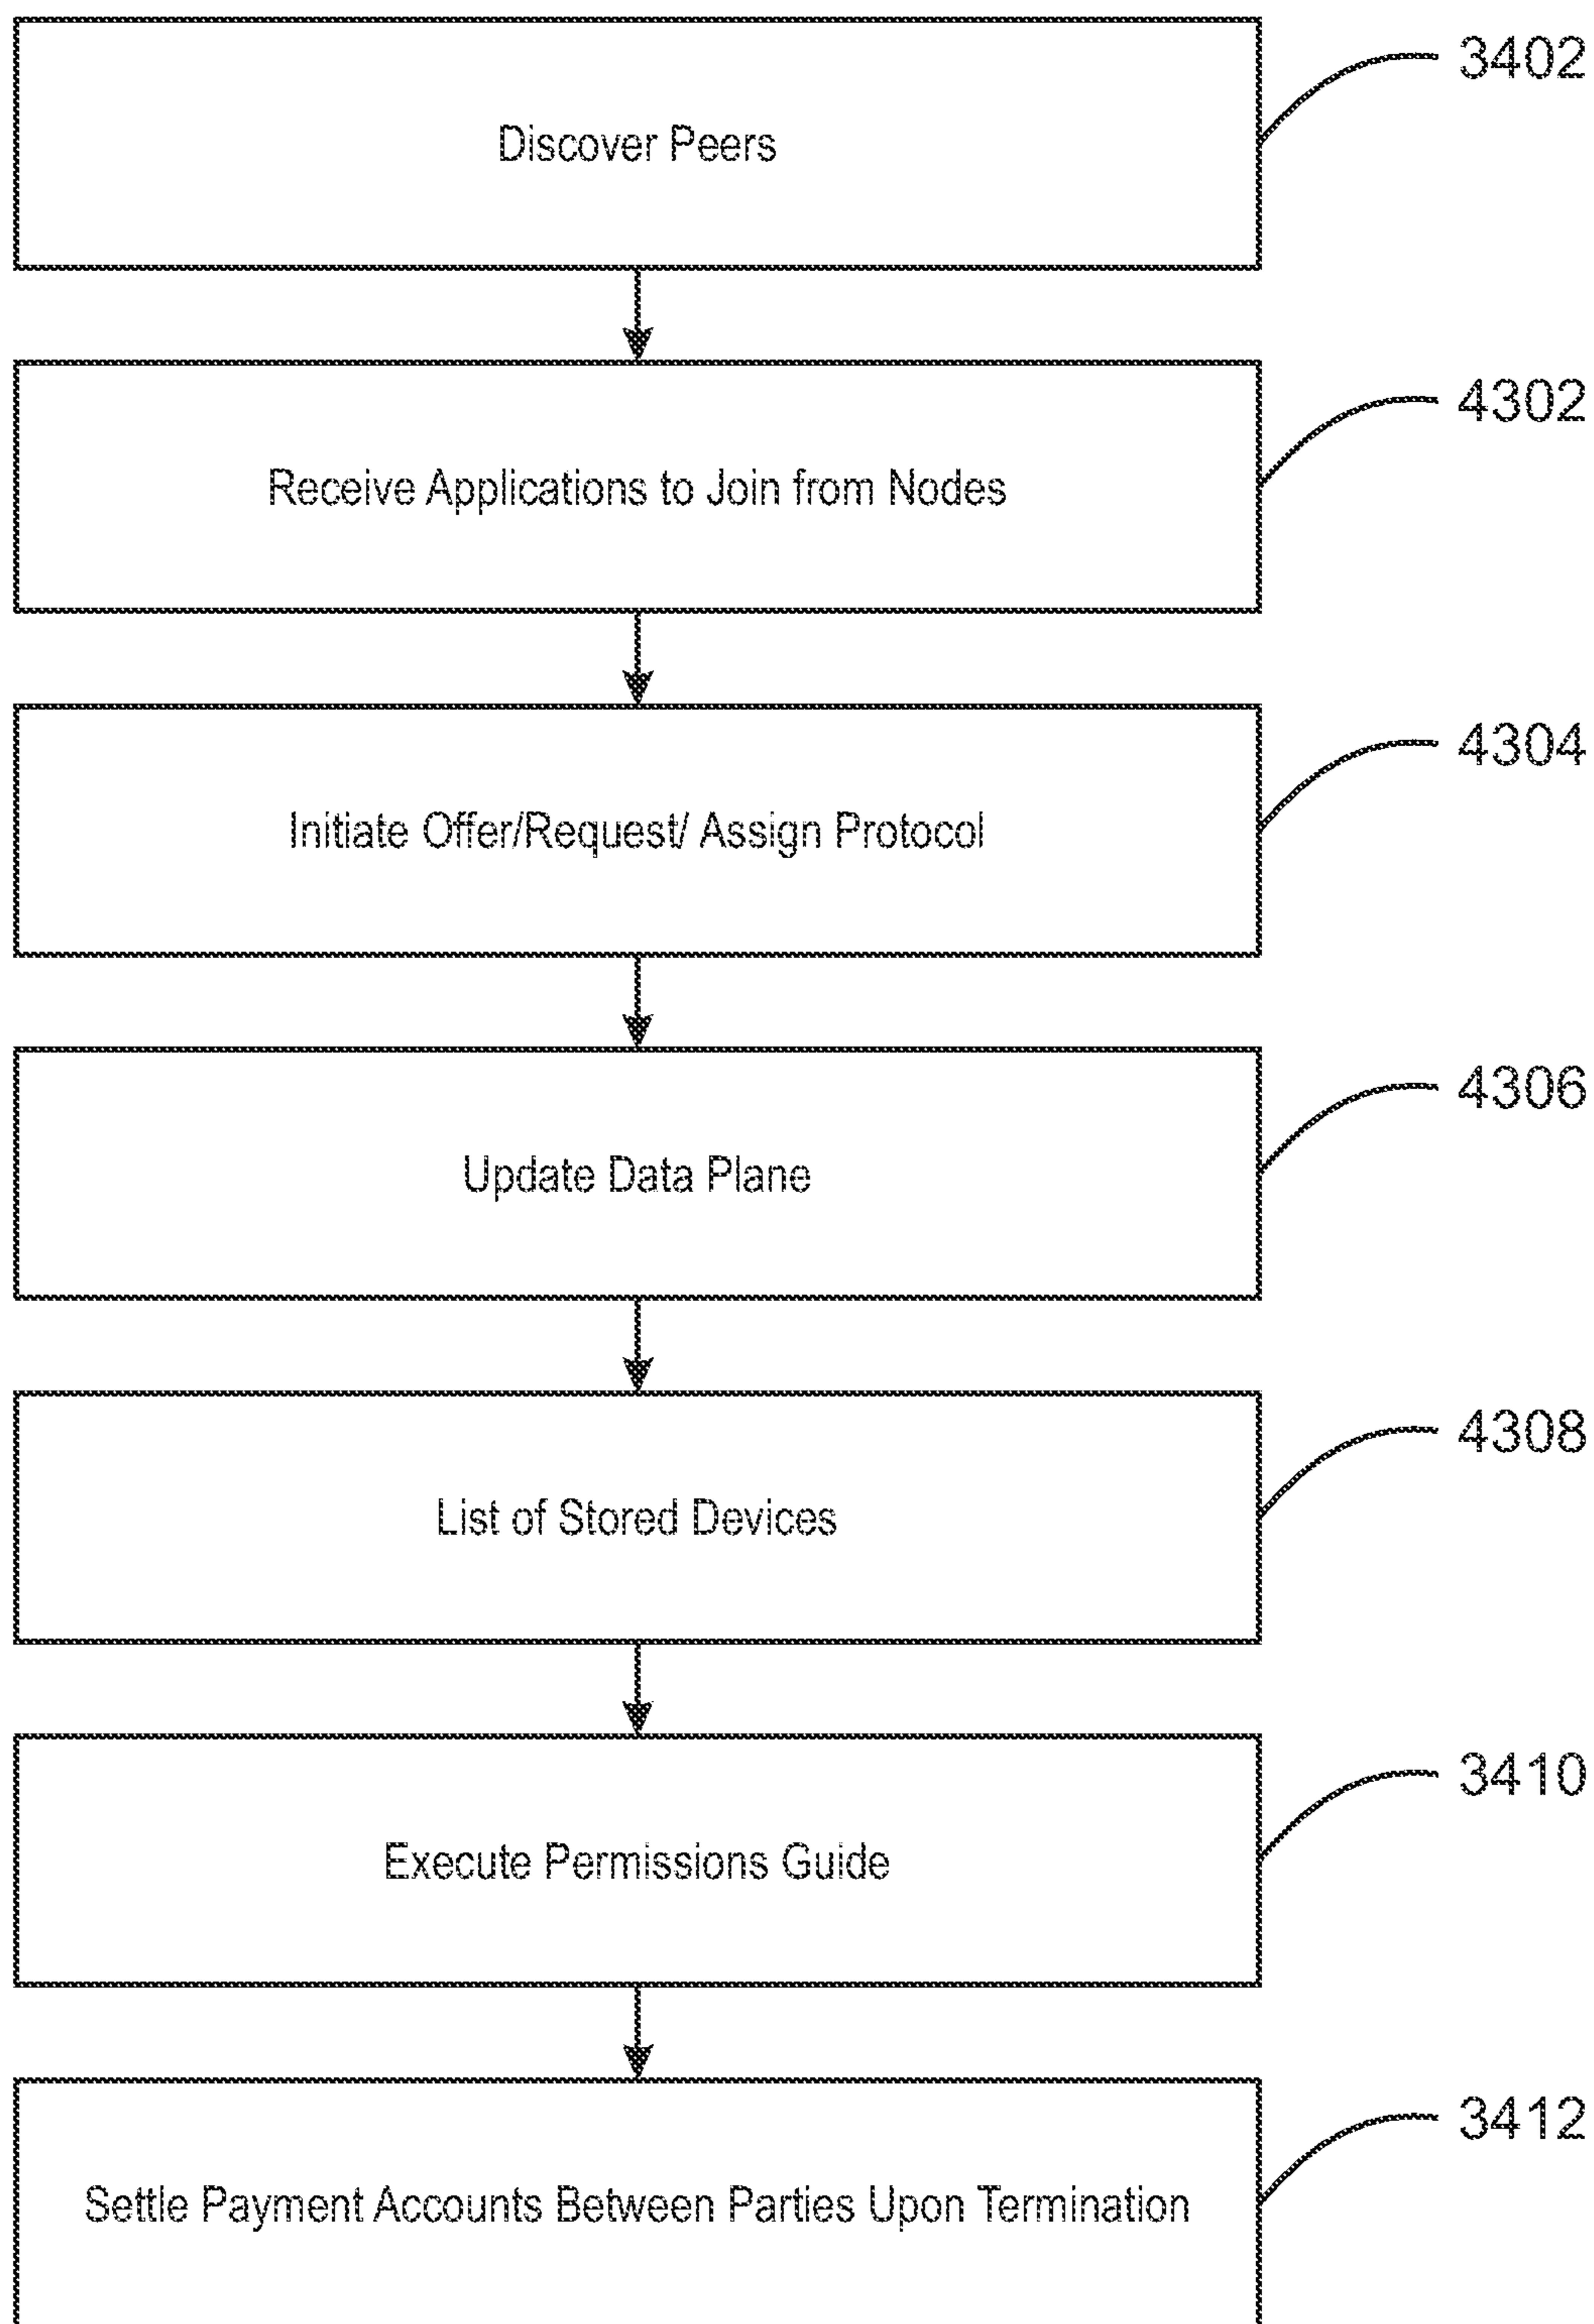 Discover Peers
3402
Receive Applications to Join from Nodes
4302
Initiate Offer/Request/ Assign Protocol
4304
Update Data Plane
4306
List of Stored Devices
4308
Execute Permissions Guide
3410
Settle Payment Accounts Between Parties Upon Termination
3412